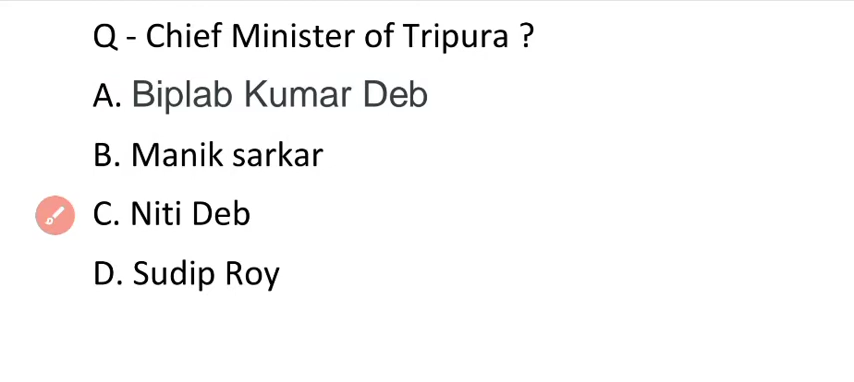 Q - Chief Minister of Tripura ?
A. Biplab Kumar Deb
B. Manik sarkar
C. Niti Deb
D. Sudip Roy